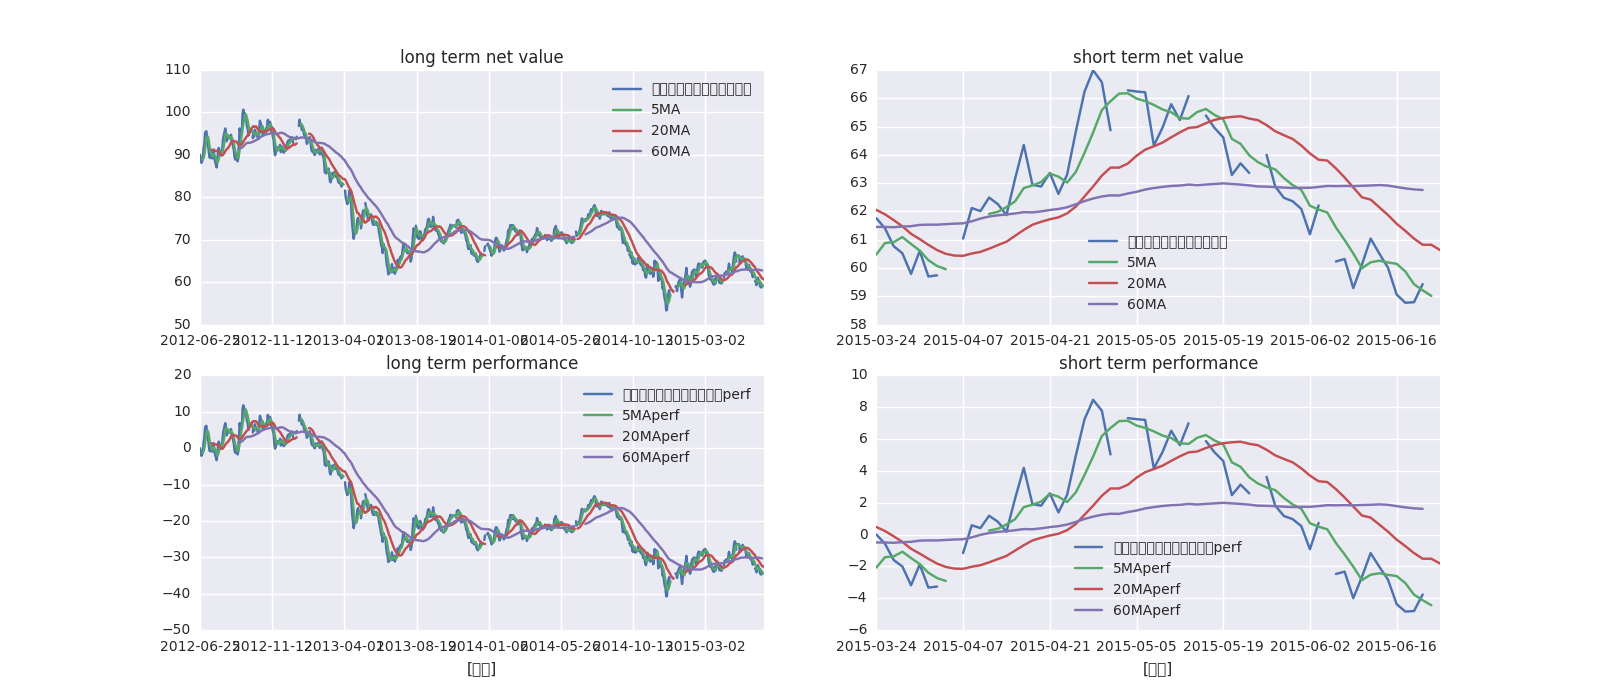 long term net value
110
100
90
80
70
60
50
5MA
20MA
60MA
2012-06-25 2012-11-12 2013-04-01 2013-08-19 2014-01-06 2014-05-26 2014-10-13 2015-03-02
short term net value
67
66
65
64
63
62
61
60
59
58
5MA
20MA
60MA
2015-03-24 2015-04-07 2015-04-21 2015-05-05 2015-05-19 2015-06-02 2015-06-16
long term performance
20
10
0
−10
−20
−30
−40
−50
perf
5MAperf
20MAperf
60MAperf
2012-06-25 2012-11-12 2013-04-01 2013-08-19 2014-01-06 2014-05-26 2014-10-13 2015-03-02
short term performance
10
8
6
4
2
0
−2
−4
−6
perf
5MAperf
20MAperf
60MAperf
2015-03-24 2015-04-07 2015-04-21 2015-05-05 2015-05-19 2015-06-02 2015-06-16